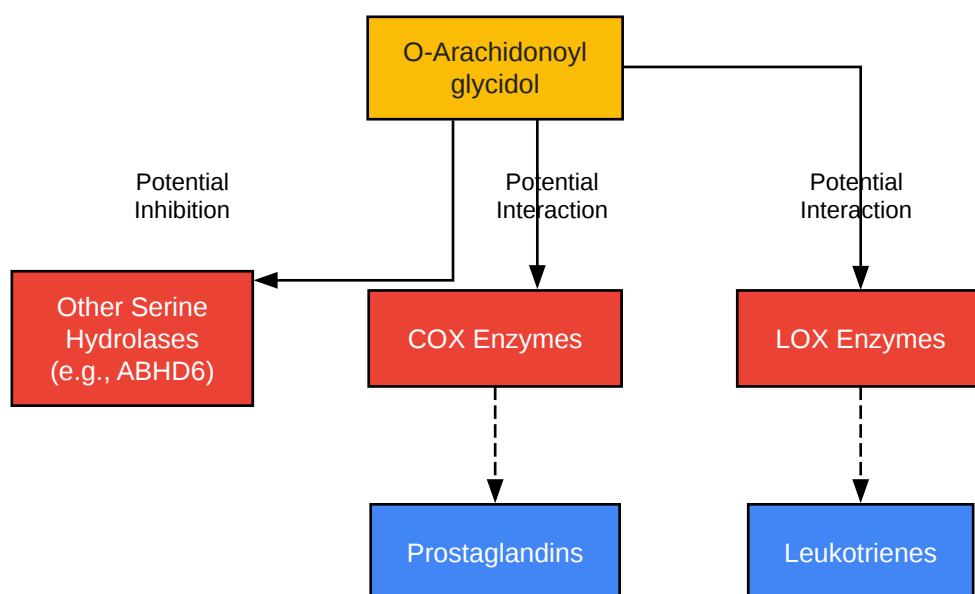 O-Arachidonoyl
glycidol
Potential
Inhibition
Potential
Interaction
Potential
Interaction
Other Serine
Hydrolases
(e.g., ABHD6)
COX Enzymes
LOX Enzymes
Prostaglandins
Leukotrienes